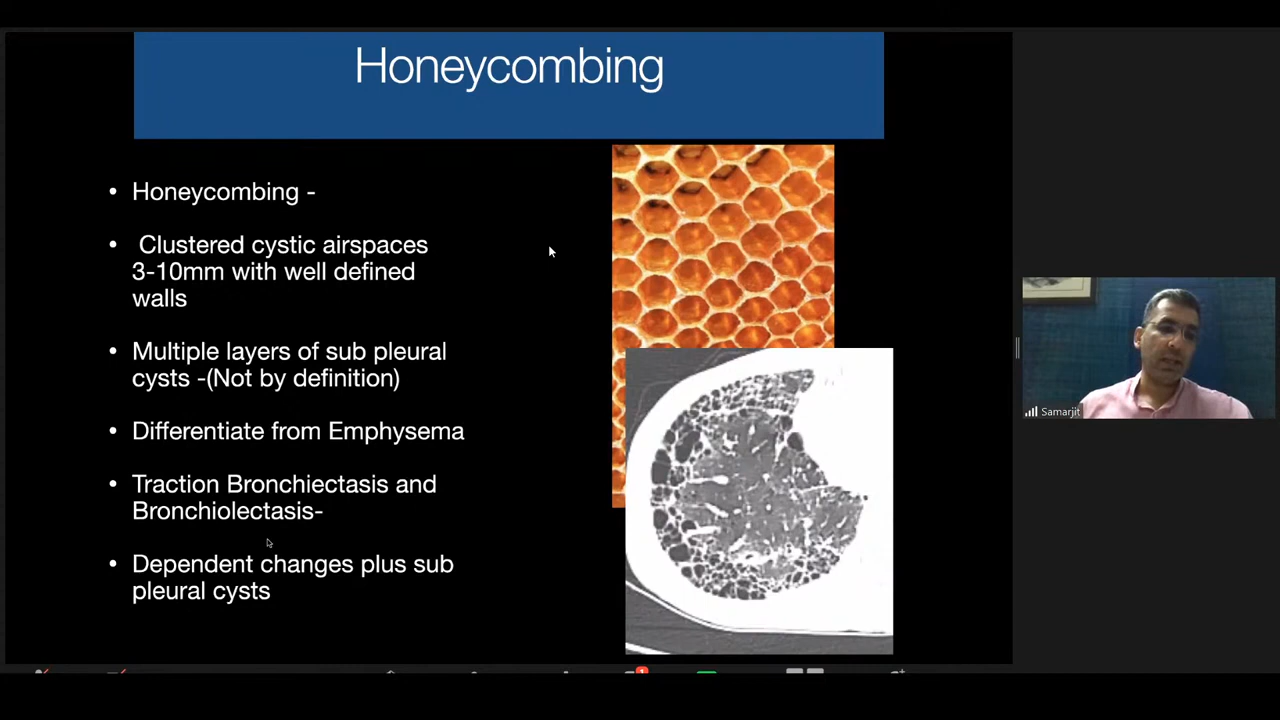 Honeycombing
• Honeycombing -
• Clustered cystic airspaces
3-10mm with well defined
walls
• Multiple layers of sub pleural
cysts -(Not by definition)
• Differentiate from Emphysema
• Traction Bronchiectasis and
Bronchiolectasis-
• Dependent changes plus sub
pleural cysts
Samarjit
1